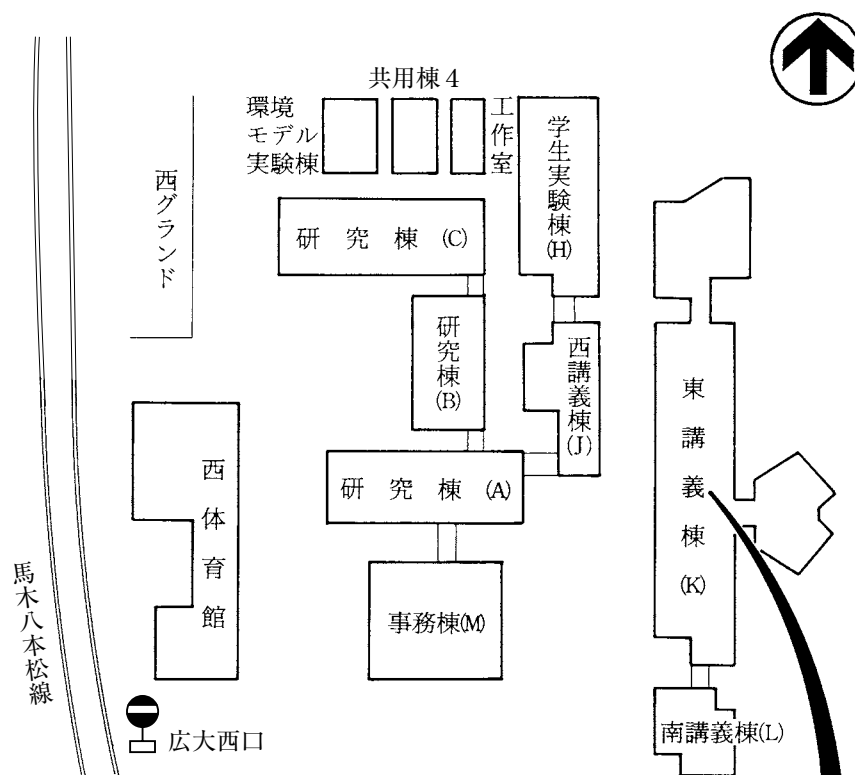 共用棟4
環境
モデル
実験棟
工作室
学生実験棟(H)
西グランド
研究棟(C)
研究棟(B)
西講義棟(J)
東講義棟(K)
研究棟(A)
西体育館
事務棟(M)
馬木八本松線
広大西口
南講義棟(L)